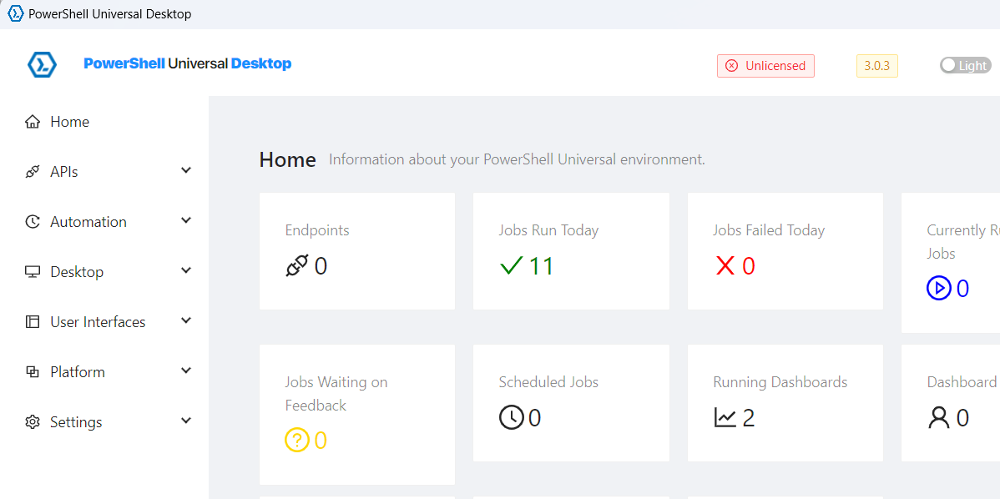 PowerShell Universal Desktop
PowerShell Universal Desktop
Unlicensed
3.0.3
Light
Home
APIs
Automation
Desktop
User Interfaces
Platform
Settings
Home Information about your PowerShell Universal environment.
Endpoints
0
Jobs Run Today
11
Jobs Failed Today
0
Currently R
Jobs
0
Jobs Waiting on
Feedback
0
Scheduled Jobs
0
Running Dashboards
2
Dashboard
0